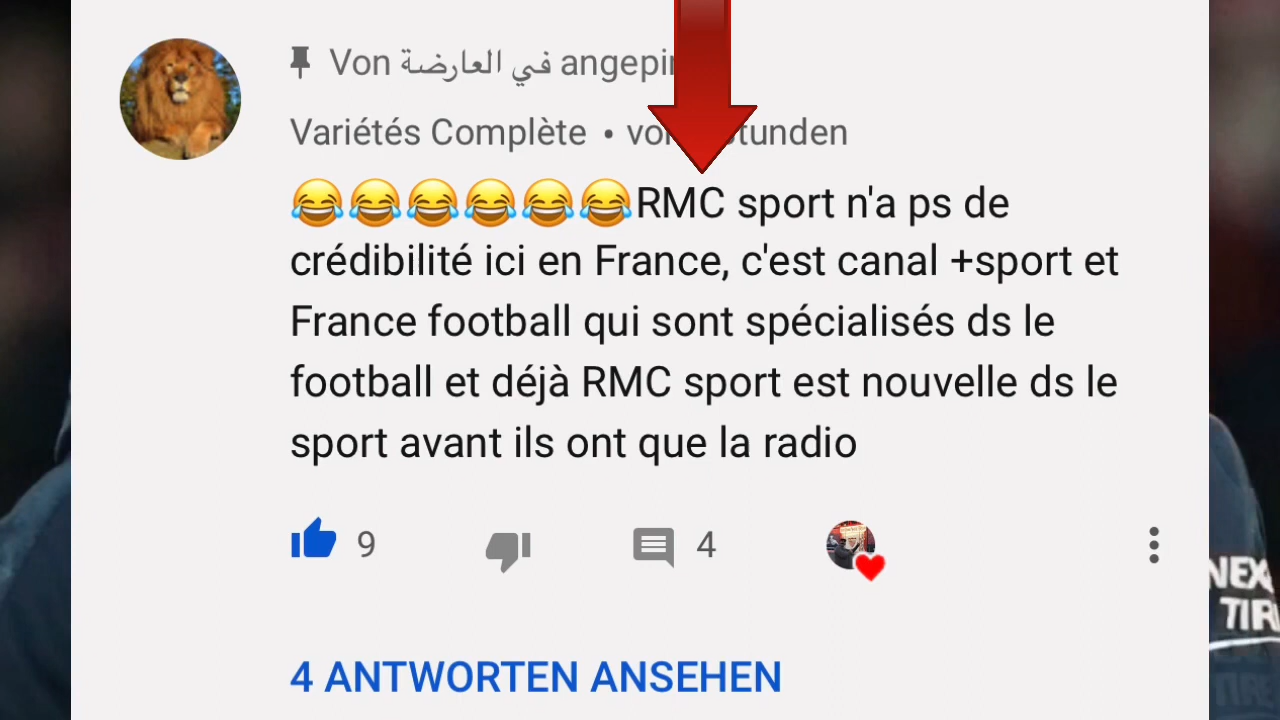 Von في العارضة
Variétés Complète •
😂😂😂😂😂😂RMC sport n'a ps de
crédibilité ici en France, c'est canal +sport et
France football qui sont spécialisés ds le
football et déjà RMC sport est nouvelle ds le
sport avant ils ont que la radio
9 4
4 ANTWORTEN ANSEHEN
NEX
TIR